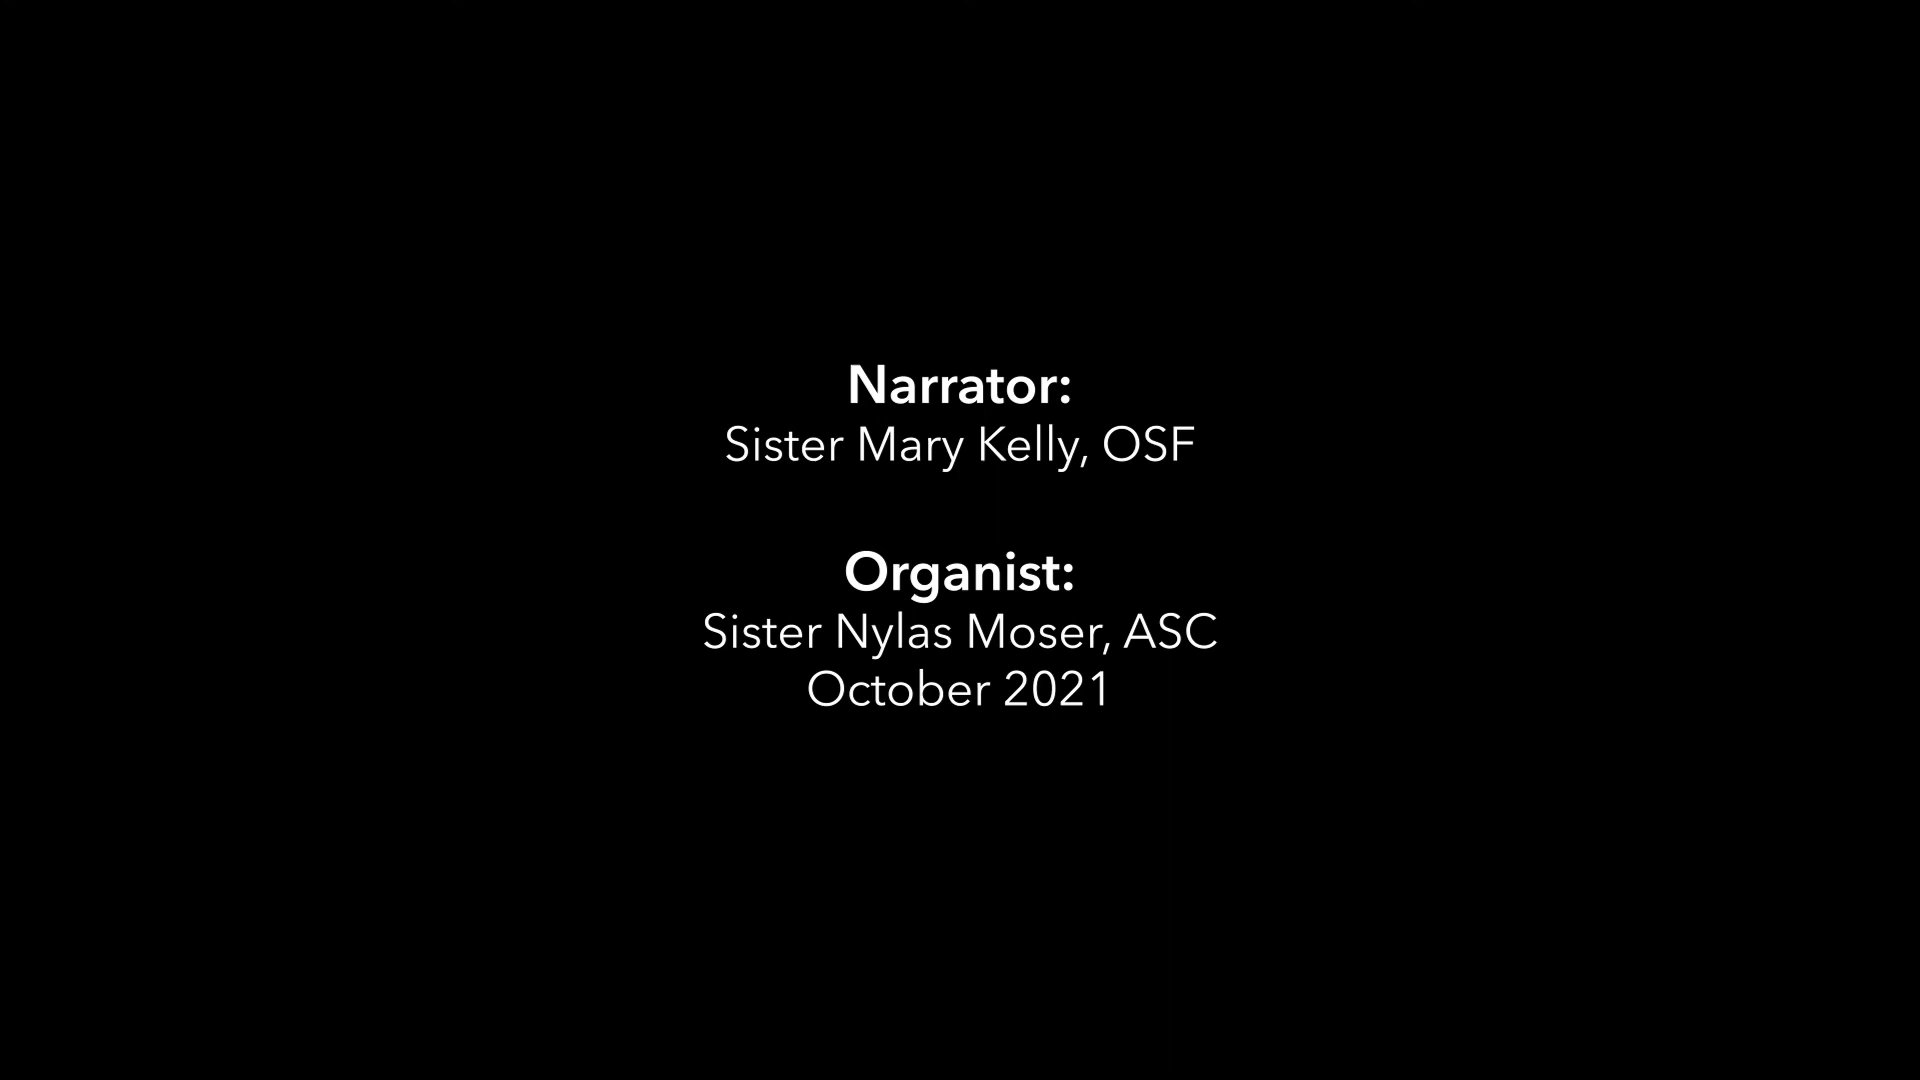 Narrator:
Sister Mary Kelly, OSF
Organist:
Sister Nylas Moser, ASC
October 2021